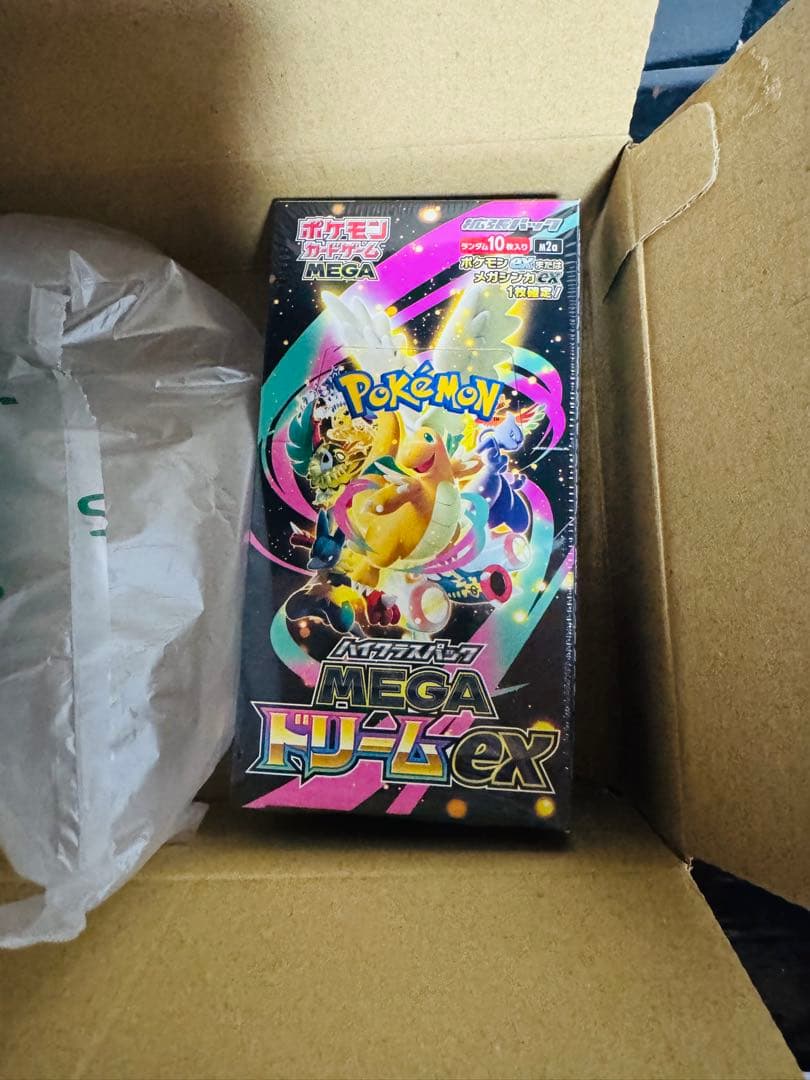 ポケモン
カードゲーム
MEGA
拡張パック
ランダム10枚入り
M2a
ポケモンexまたは
メガシンカex
1枚確定！
POKéMON
TM
ハイクラスパック
MEGA
ドリームex
S